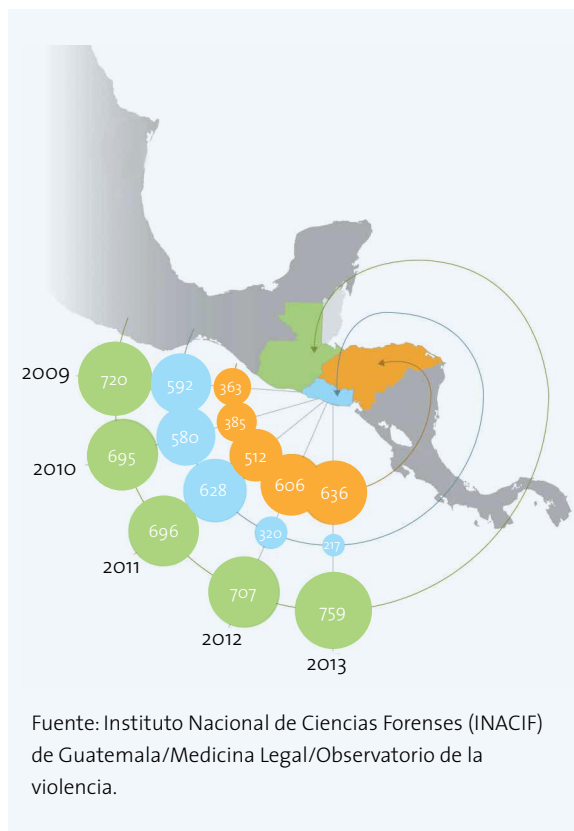 2009 720 592 363
385
580
2010 695 512
628 606 636
696 320 217
2011
707 759
2012
2013
Fuente: Instituto Nacional de Ciencias Forenses (INACIF)
de Guatemala/Medicina Legal/Observatorio de la
violencia.